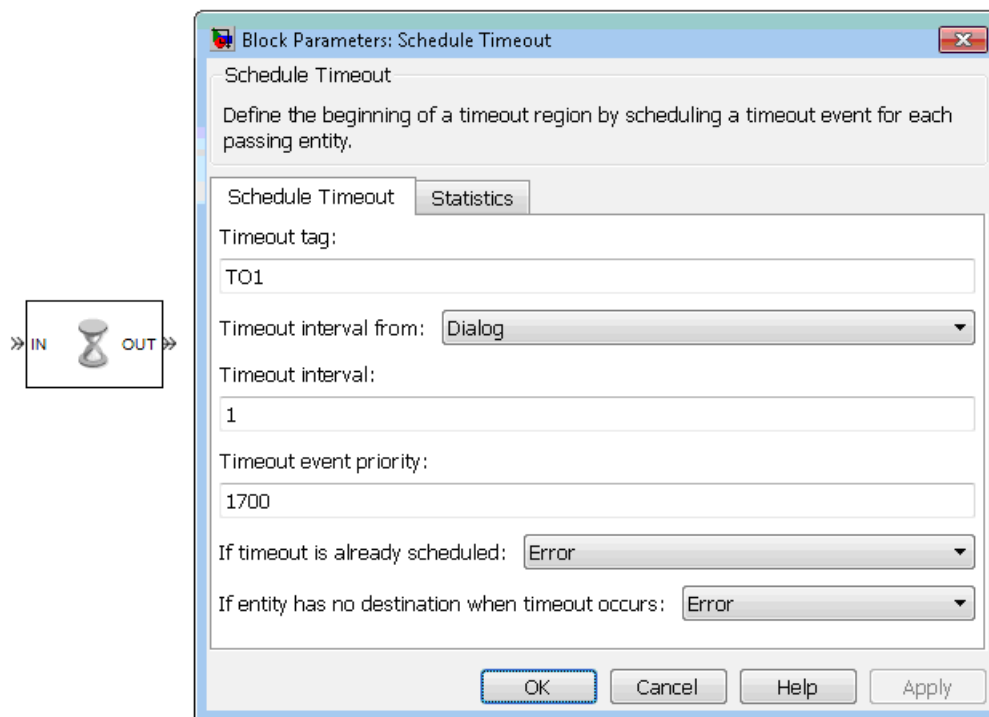 Block Parameters: Schedule Timeout
Schedule Timeout
Define the beginning of a timeout region by scheduling a timeout event for each
passing entity.
Schedule Timeout Statistics
Timeout tag:
TO1
IN OUT
Timeout interval from: Dialog
Timeout interval:
1
Timeout event priority:
1700
If timeout is already scheduled: Error
If entity has no destination when timeout occurs: Error
OK Cancel Help Apply